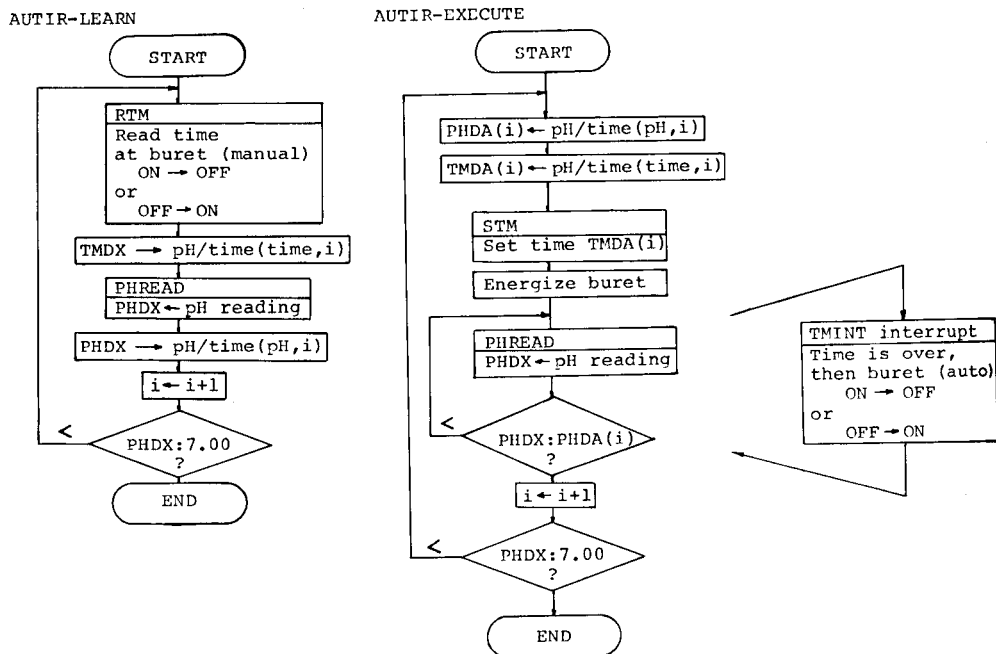 AUTIR-LEARN
START
RTM
Read time
at buret (manual)
ON → OFF
or
OFF → ON
TMDX → pH/time(time,i)
PHREAD
PHDX ← pH reading
PHDX → pH/time(pH,i)
i ← i+1
<
PHDX:7.00
?
END
AUTIR-EXECUTE
START
PHDA(i) ← pH/time(pH,i)
TMDA(i) ← pH/time(time,i)
STM
Set time TMDA(i)
Energize buret
PHREAD
PHDX ← pH reading
<
PHDX:PHDA(i)
?
i ← i+1
<
PHDX:7.00
?
END
TMINT interrupt
Time is over,
then buret (auto)
ON → OFF
or
OFF → ON